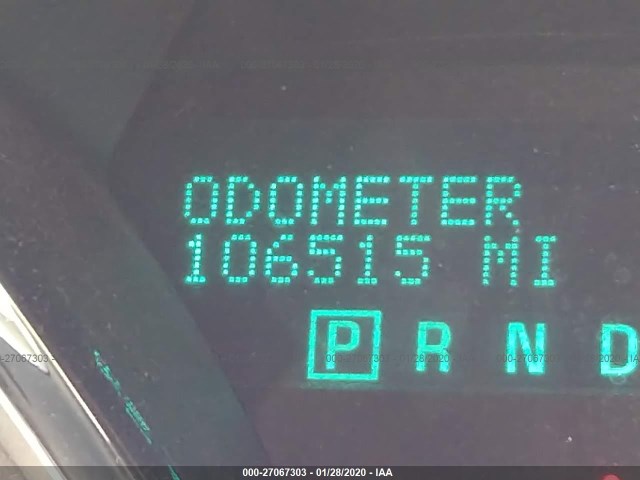 ODOMETER
106515 MI
P R N D
000-27067303 - 01/28/2020 - IAA